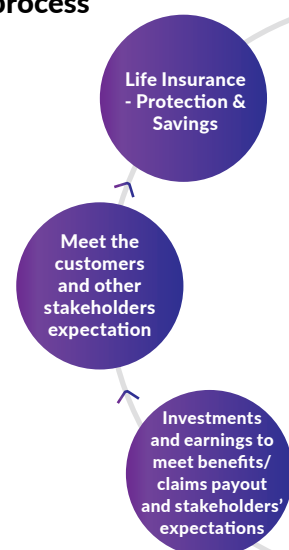 process
Life Insurance
- Protection &
Savings
Meet the
customers
and other
stakeholders
expectation
Investments
and earnings to
meet benefits/
claims payout
and stakeholders’
expectations